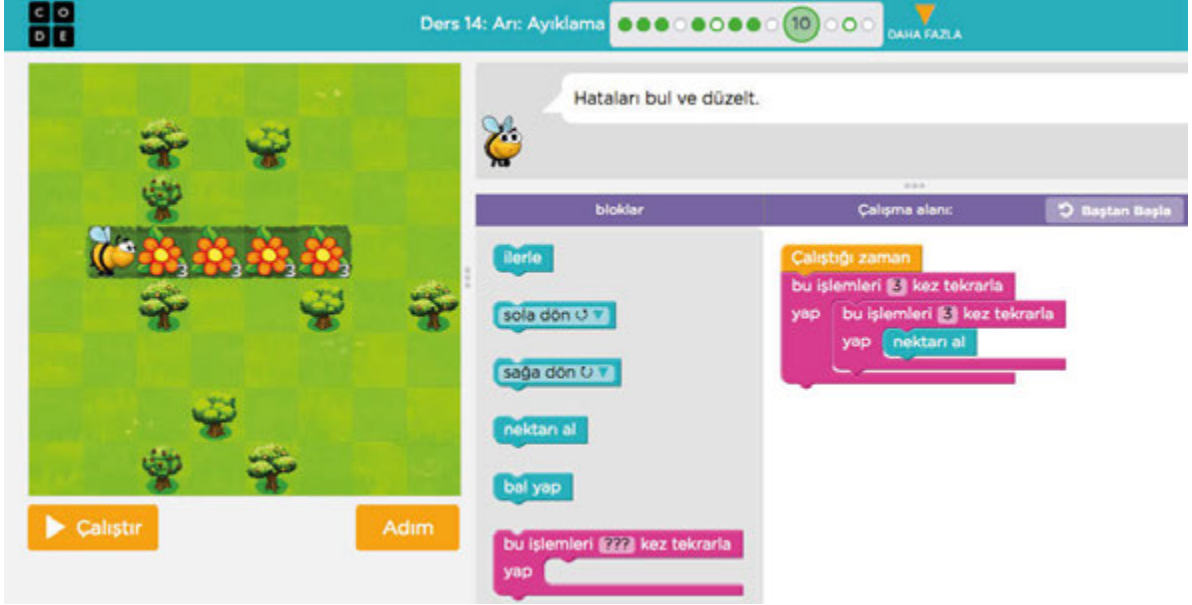 C O
D E
Ders 14: Arı: Ayıklama
10
DAHA FAZLA
Hataları bul ve düzelt.
bloklar
Çalışma alanı:
Baştan Başla
3
3
3
3
ilerle
sola dön
sağa dön
nektarı al
bal yap
bu işlemleri ??? kez tekrarla
yap
Çalıştığı zaman
bu işlemleri 3 kez tekrarla
yap
bu işlemleri 3 kez tekrarla
yap
nektarı al
Çalıştır
Adım